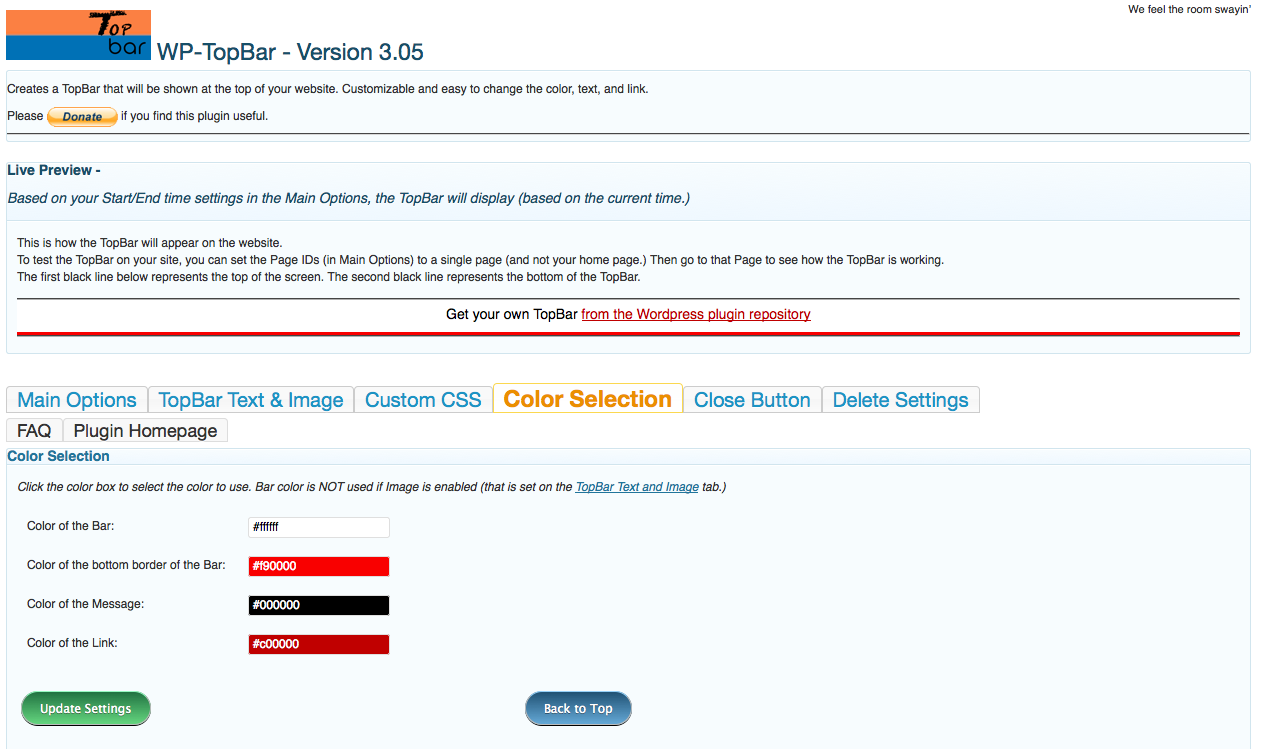 We feel the room swayin'
Top
bar
WP-TopBar - Version 3.05
Creates a TopBar that will be shown at the top of your website. Customizable and easy to change the color, text, and link.
Please Donate if you find this plugin useful.
Live Preview -
Based on your Start/End time settings in the Main Options, the TopBar will display (based on the current time.)
This is how the TopBar will appear on the website.
To test the TopBar on your site, you can set the Page IDs (in Main Options) to a single page (and not your home page.) Then go to that Page to see how the TopBar is working.
The first black line below represents the top of the screen. The second black line represents the bottom of the TopBar.
Get your own TopBar from the Wordpress plugin repository
Main Options TopBar Text & Image Custom CSS Color Selection Close Button Delete Settings
FAQ Plugin Homepage
Color Selection
Click the color box to select the color to use. Bar color is NOT used if Image is enabled (that is set on the TopBar Text and Image tab.)
Color of the Bar: #ffffff
Color of the bottom border of the Bar: #f90000
Color of the Message: #000000
Color of the Link: #c00000
Update Settings Back to Top